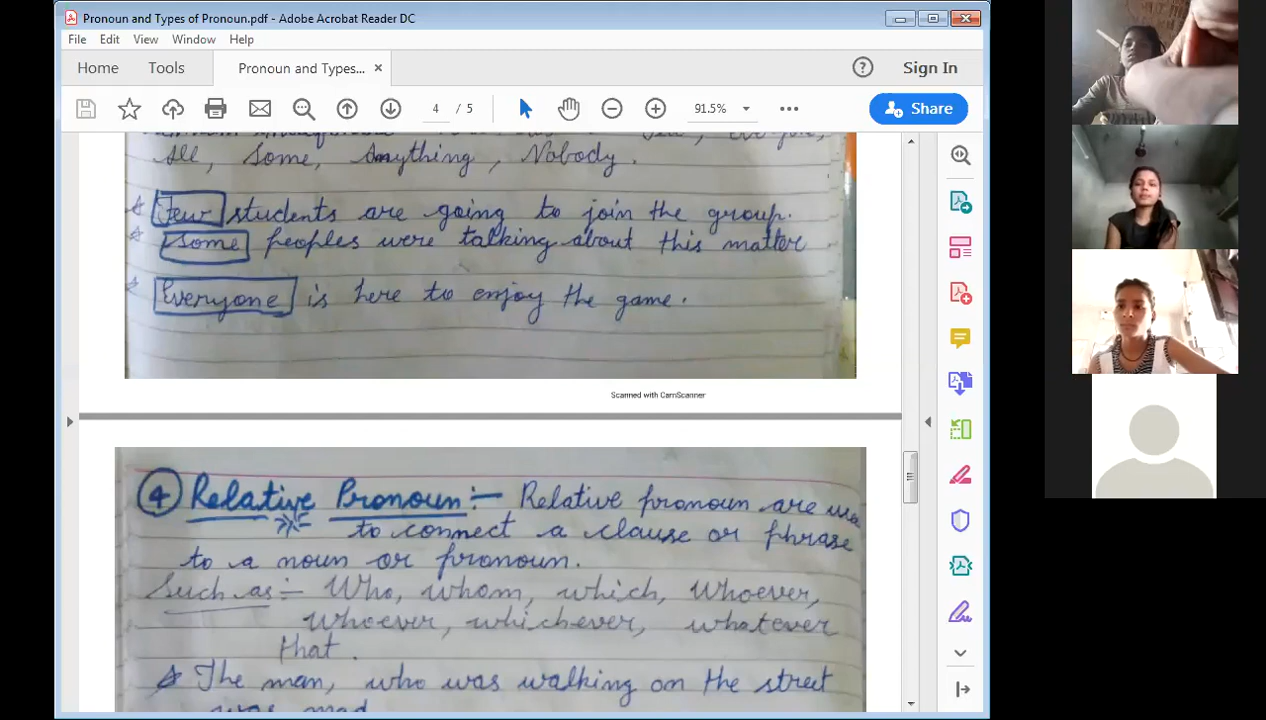 Pronoun and Types of Pronoun.pdf - Adobe Acrobat Reader DC
File Edit View Window Help
Home Tools Pronoun and Types... × Sign In
4 / 5 91.5% Share
All, Some, Anything, Nobody.
Few students are going to join the group.
Some peoples were talking about this matter
Everyone is here to enjoy the game.
Scanned with CamScanner
4 Relative Pronoun :- Relative pronoun are use
to connect a clause or phrase
to a noun or pronoun.
Such as :- Who, whom, which, Whoever,
whoever, whichever, whatever
that.
The man, who was walking on the street
was mad